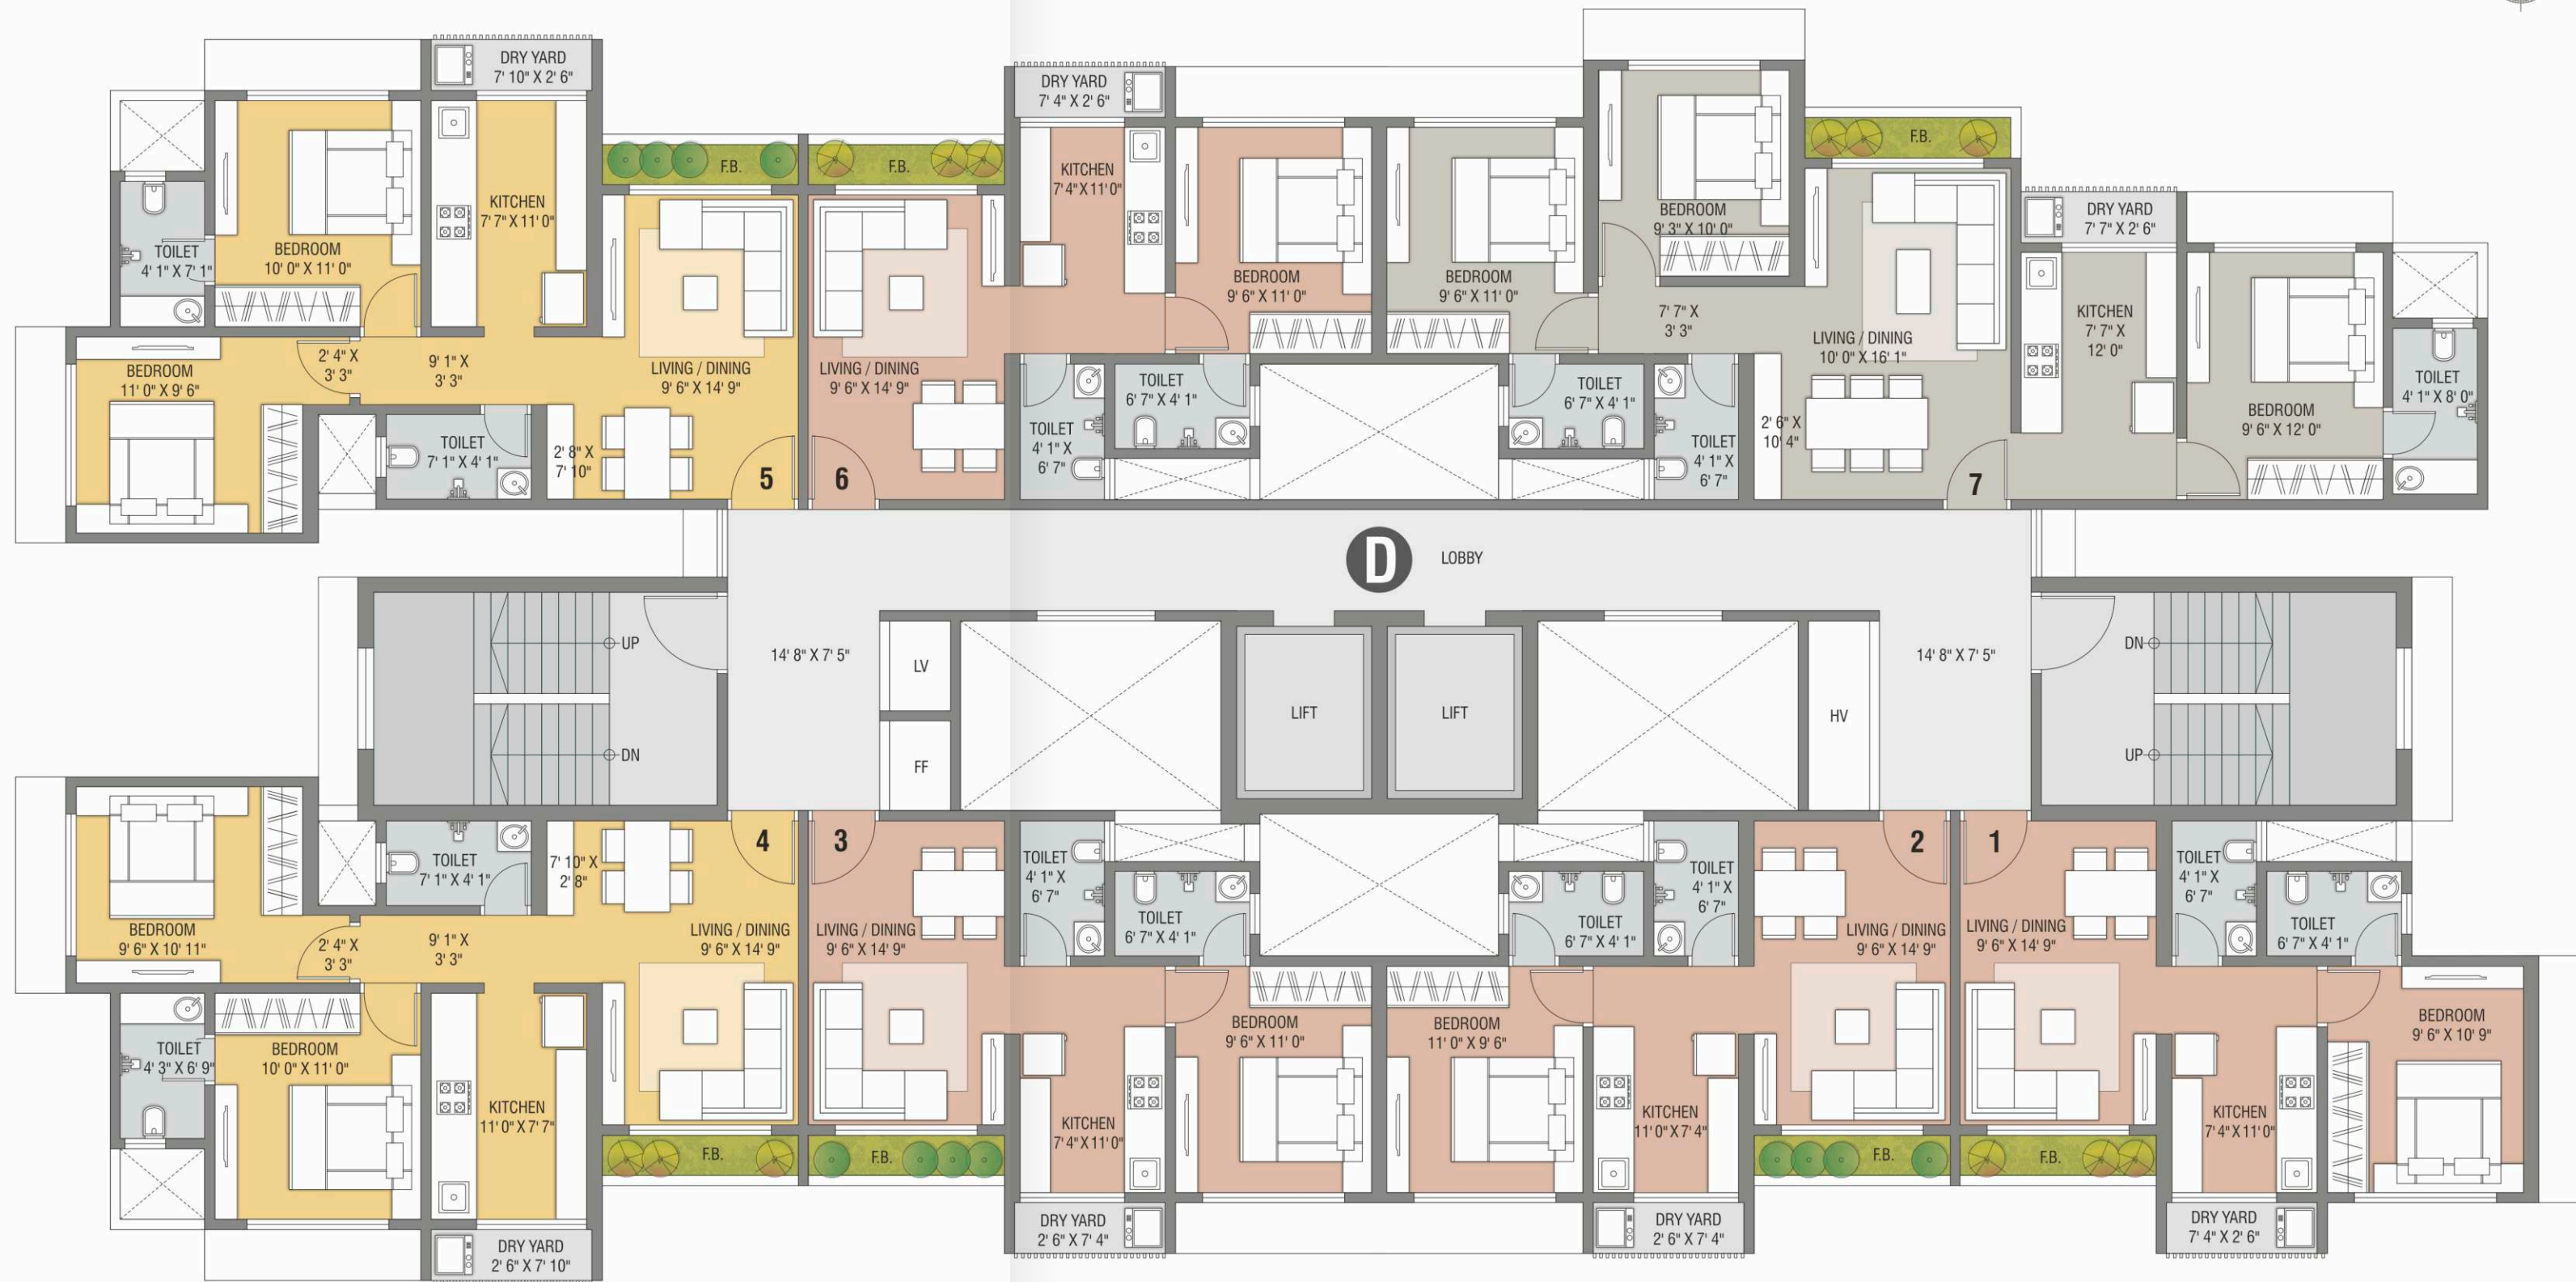 DRY YARD
7' 10" X 2' 6"
BEDROOM
10' 0" X 11' 0"
KITCHEN
7' 7" X 11' 0"
TOILET
4' 1" X 7' 1"
F.B.
BEDROOM
11' 0" X 9' 6"
2' 4" X
3' 3"
9' 1" X
3' 3"
TOILET
7' 1" X 4' 1"
2' 8" X
7' 10"
LIVING / DINING
9' 6" X 14' 9"
5
F.B.
LIVING / DINING
9' 6" X 14' 9"
6
DRY YARD
7' 4" X 2' 6"
KITCHEN
7' 4" X 11' 0"
BEDROOM
9' 6" X 11' 0"
TOILET
4' 1" X
6' 7"
TOILET
6' 7" X 4' 1"
BEDROOM
9' 6" X 11' 0"
BEDROOM
9' 3" X 10' 0"
7' 7" X
3' 3"
TOILET
6' 7" X 4' 1"
TOILET
4' 1" X
6' 7"
F.B.
LIVING / DINING
10' 0" X 16' 1"
2' 6" X
10' 4"
7
DRY YARD
7' 7" X 2' 6"
KITCHEN
7' 7" X
12' 0"
BEDROOM
9' 6" X 12' 0"
TOILET
4' 1" X 8' 0"
D
LOBBY
UP
DN
14' 8" X 7' 5"
LV
FF
LIFT
LIFT
HV
14' 8" X 7' 5"
DN
UP
BEDROOM
9' 6" X 10' 11"
2' 4" X
3' 3"
9' 1" X
3' 3"
TOILET
7' 1" X 4' 1"
7' 10" X
2' 8"
4
LIVING / DINING
9' 6" X 14' 9"
TOILET
4' 3" X 6' 9"
BEDROOM
10' 0" X 11' 0"
KITCHEN
11' 0" X 7' 7"
F.B.
DRY YARD
2' 6" X 7' 10"
3
LIVING / DINING
9' 6" X 14' 9"
F.B.
TOILET
4' 1" X
6' 7"
TOILET
6' 7" X 4' 1"
BEDROOM
9' 6" X 11' 0"
KITCHEN
7' 4" X 11' 0"
DRY YARD
2' 6" X 7' 4"
TOILET
6' 7" X 4' 1"
TOILET
4' 1" X
6' 7"
BEDROOM
11' 0" X 9' 6"
KITCHEN
11' 0" X 7' 4"
DRY YARD
2' 6" X 7' 4"
2
LIVING / DINING
9' 6" X 14' 9"
F.B.
1
LIVING / DINING
9' 6" X 14' 9"
F.B.
TOILET
4' 1" X
6' 7"
TOILET
6' 7" X 4' 1"
BEDROOM
9' 6" X 10' 9"
KITCHEN
7' 4" X 11' 0"
DRY YARD
7' 4" X 2' 6"